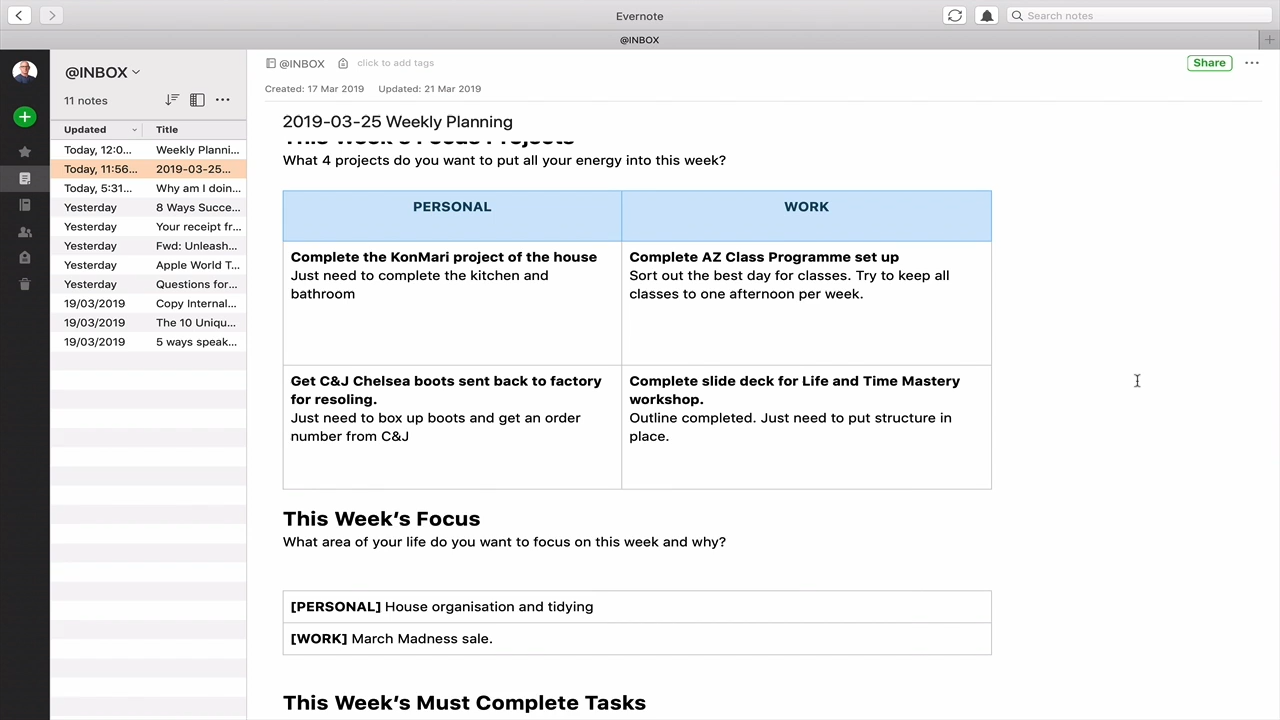 Evernote
Search notes
@INBOX
@INBOX
11 notes
Updated Title
Today, 12:0... Weekly Planni...
Today, 11:56... 2019-03-25...
Today, 5:31... Why am I doin...
Yesterday 8 Ways Succe...
Yesterday Your receipt fr...
Yesterday Fwd: Unleash...
Yesterday Apple World T...
Yesterday Questions for...
19/03/2019 Copy Internal...
19/03/2019 The 10 Uniqu...
19/03/2019 5 ways speak...
@INBOX click to add tags
Share
Created: 17 Mar 2019 Updated: 21 Mar 2019
2019-03-25 Weekly Planning
This Week's Focus Projects
What 4 projects do you want to put all your energy into this week?
PERSONAL WORK
Complete the KonMari project of the house
Just need to complete the kitchen and
bathroom
Complete AZ Class Programme set up
Sort out the best day for classes. Try to keep all
classes to one afternoon per week.
Get C&J Chelsea boots sent back to factory
for resoling.
Just need to box up boots and get an order
number from C&J
Complete slide deck for Life and Time Mastery
workshop.
Outline completed. Just need to put structure in
place.
This Week's Focus
What area of your life do you want to focus on this week and why?
[PERSONAL] House organisation and tidying
[WORK] March Madness sale.
This Week's Must Complete Tasks